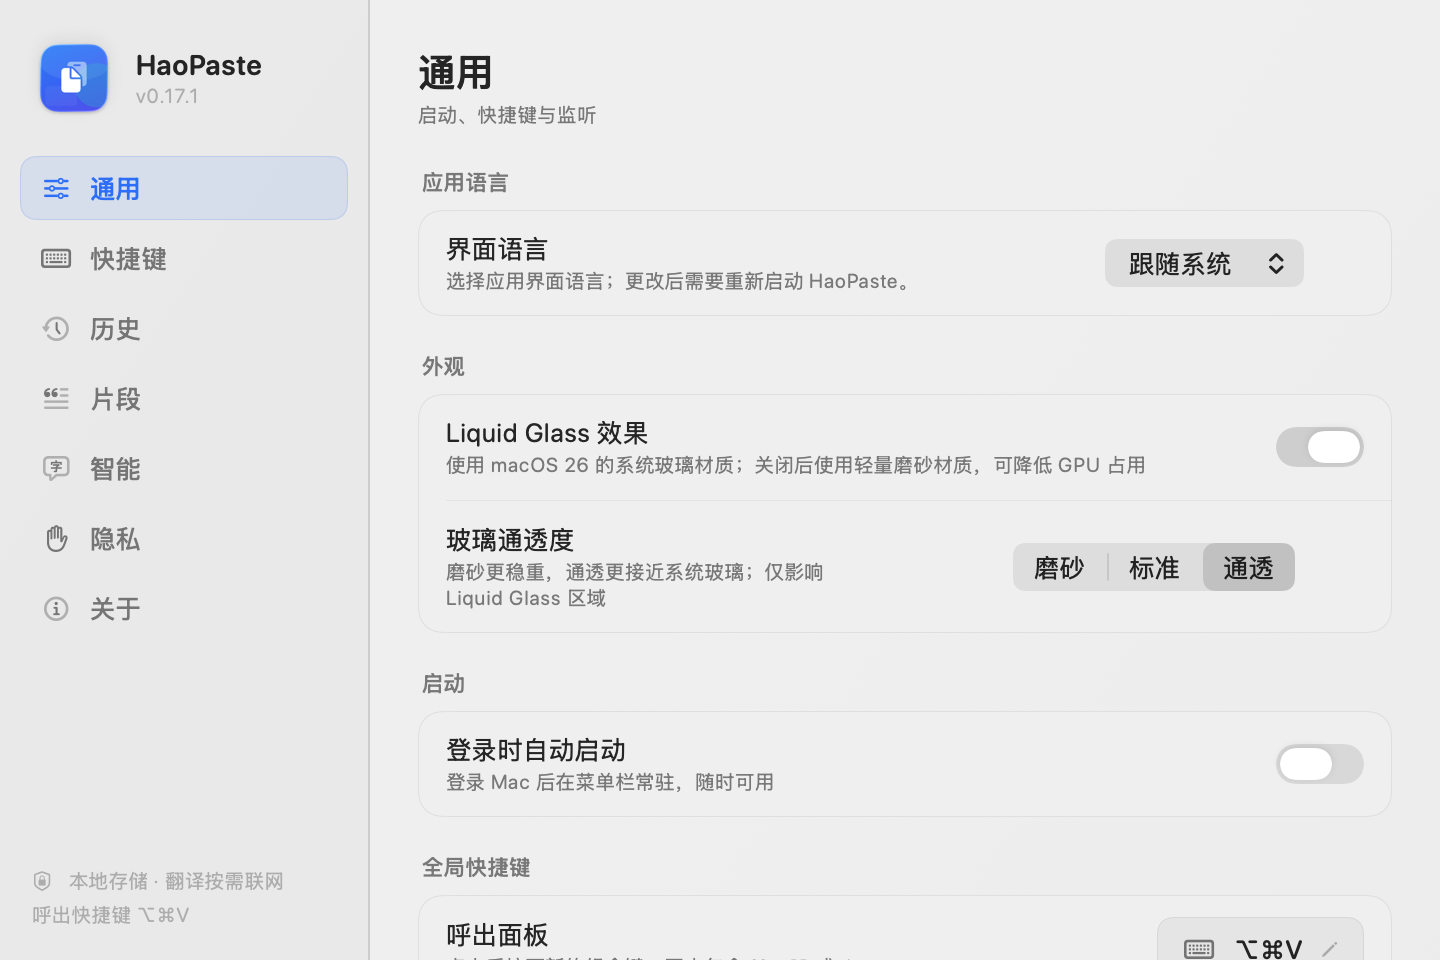 HaoPaste
v0.17.1
通用
快捷键
历史
片段
智能
隐私
关于
本地存储 · 翻译按需联网
呼出快捷键 ⌥⌘V
通用
启动、快捷键与监听
应用语言
界面语言
选择应用界面语言；更改后需要重新启动 HaoPaste。
跟随系统
外观
Liquid Glass 效果
使用 macOS 26 的系统玻璃材质；关闭后使用轻量磨砂材质，可降低 GPU 占用
玻璃通透度
磨砂更稳重，通透更接近系统玻璃；仅影响
Liquid Glass 区域
磨砂 标准 通透
启动
登录时自动启动
登录 Mac 后在菜单栏常驻，随时可用
全局快捷键
呼出面板
⌥⌘V